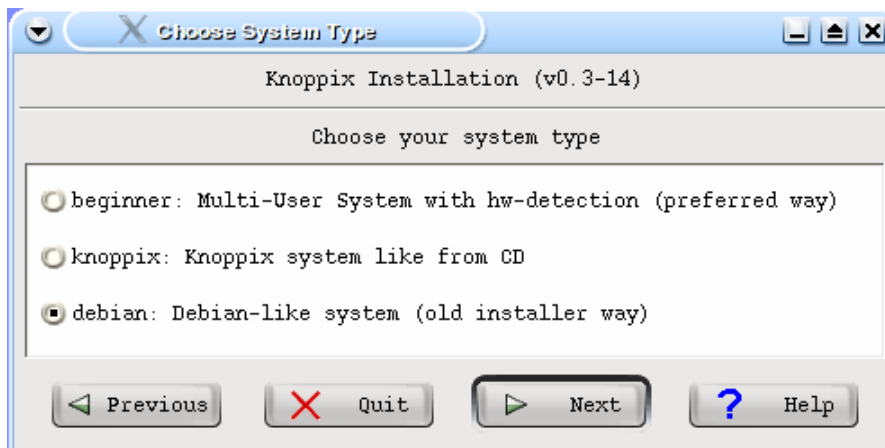 Choose System Type
Knoppix Installation (v0.3-14)
Choose your system type
beginner: Multi-User System with hw-detection (preferred way)
knoppix: Knoppix system like from CD
debian: Debian-like system (old installer way)
Previous Quit Next Help